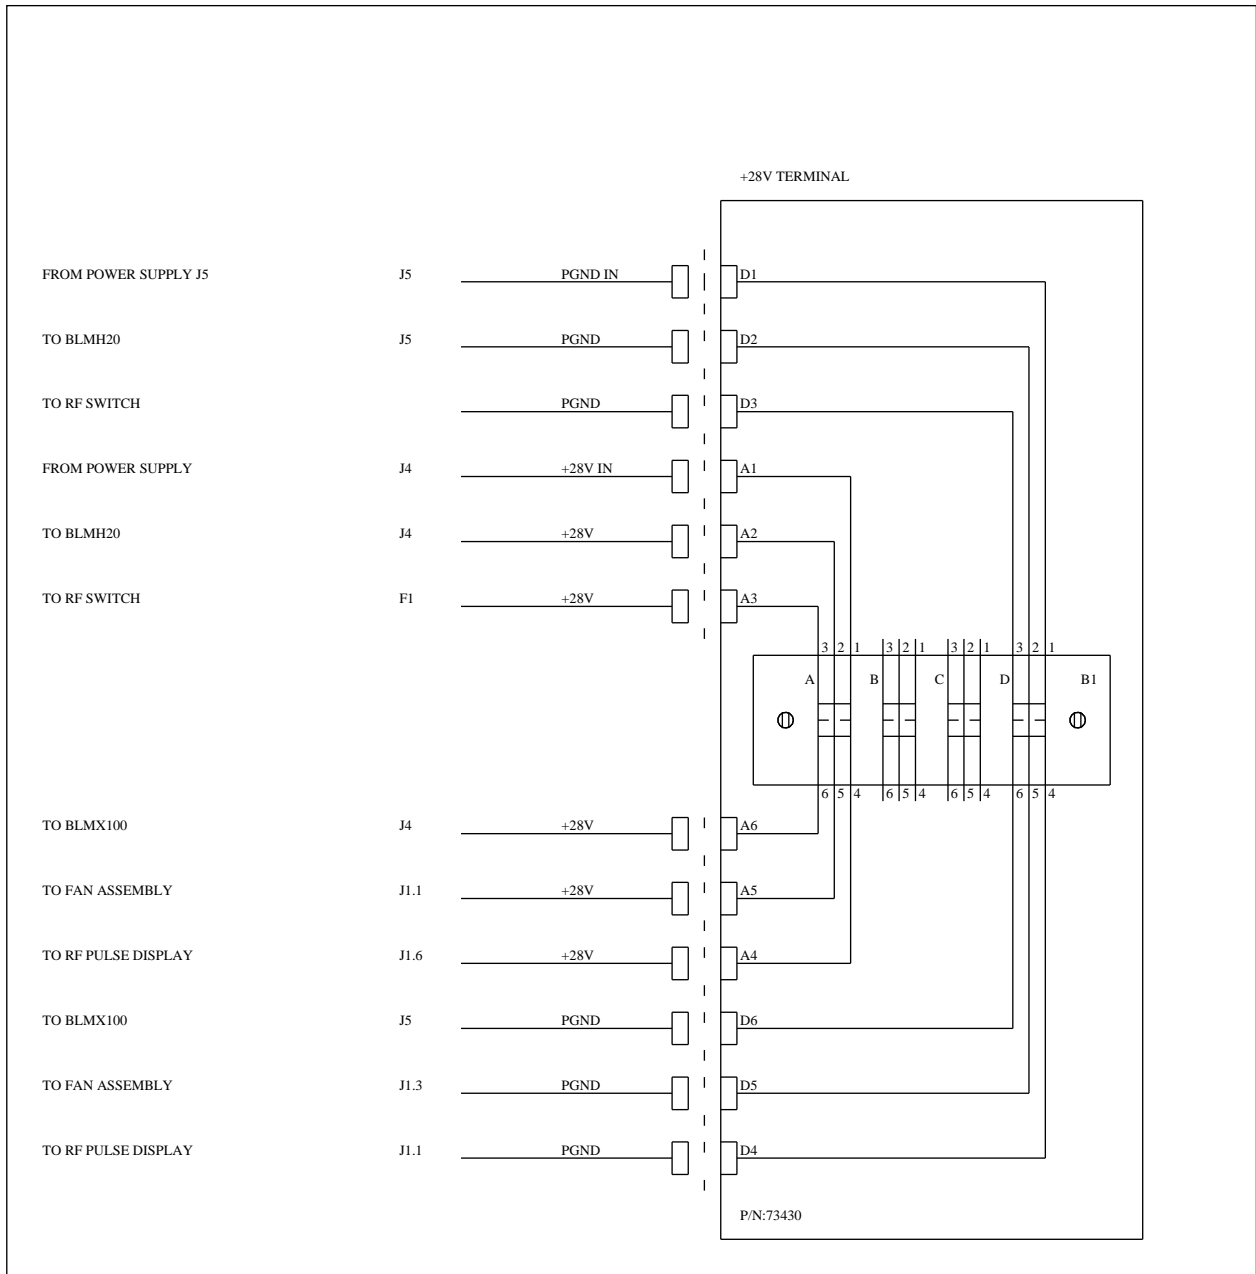 +28V TERMINAL
FROM POWER SUPPLY J5 J5 PGND IN D1
TO BLMH20 J5 PGND D2
TO RF SWITCH PGND D3
FROM POWER SUPPLY J4 +28V IN A1
TO BLMH20 J4 +28V A2
TO RF SWITCH F1 +28V A3
3 2 1 3 2 1 3 2 1 3 2 1
A B C D B1
6 5 4 6 5 4 6 5 4 6 5 4
TO BLMX100 J4 +28V A6
TO FAN ASSEMBLY J1.1 +28V A5
TO RF PULSE DISPLAY J1.6 +28V A4
TO BLMX100 J5 PGND D6
TO FAN ASSEMBLY J1.3 PGND D5
TO RF PULSE DISPLAY J1.1 PGND D4
P/N:73430